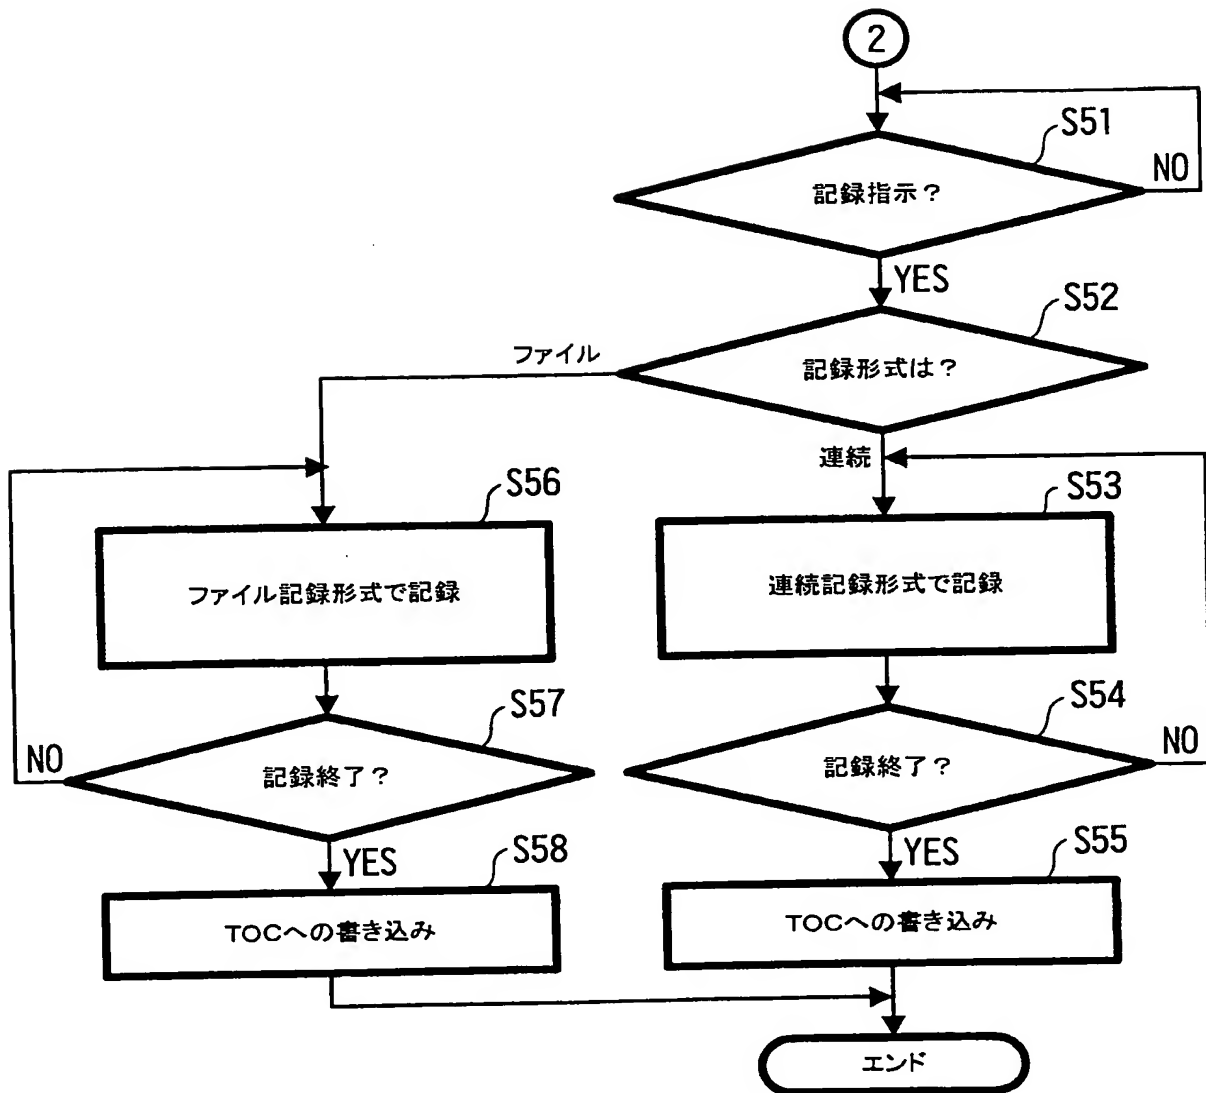 2
S51
記録指示？
NO
YES
S52
記録形式は？
ファイル
連続
S56
ファイル記録形式で記録
S53
連続記録形式で記録
S57
記録終了？
NO
S54
記録終了？
NO
YES
S58
TOCへの書き込み
YES
S55
TOCへの書き込み
エンド